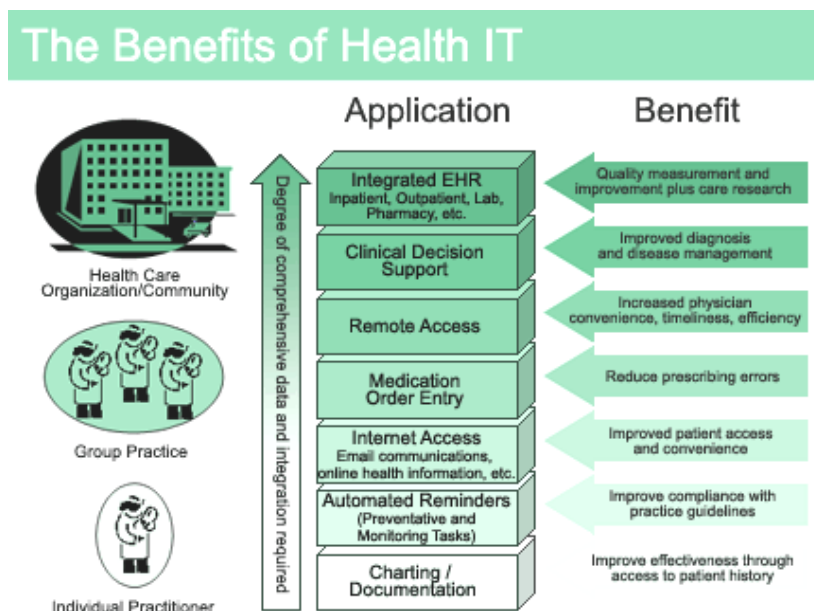 The Benefits of Health IT
Application
Benefit
Health Care
Organization/Community
Group Practice
Individual Practitioner
Degree of comprehensive data and integration required
Integrated EHR
Inpatient, Outpatient, Lab,
Pharmacy, etc.
Quality measurement and
improvement plus care research
Clinical Decision
Support
Improved diagnosis
and disease management
Remote Access
Increased physician
convenience, timeliness, efficiency
Medication
Order Entry
Reduce prescribing errors
Internet Access
Email communications,
online health information, etc.
Improved patient access
and convenience
Automated Reminders
(Preventative and
Monitoring Tasks)
Improve compliance with
practice guidelines
Charting /
Documentation
Improve effectiveness through
access to patient history